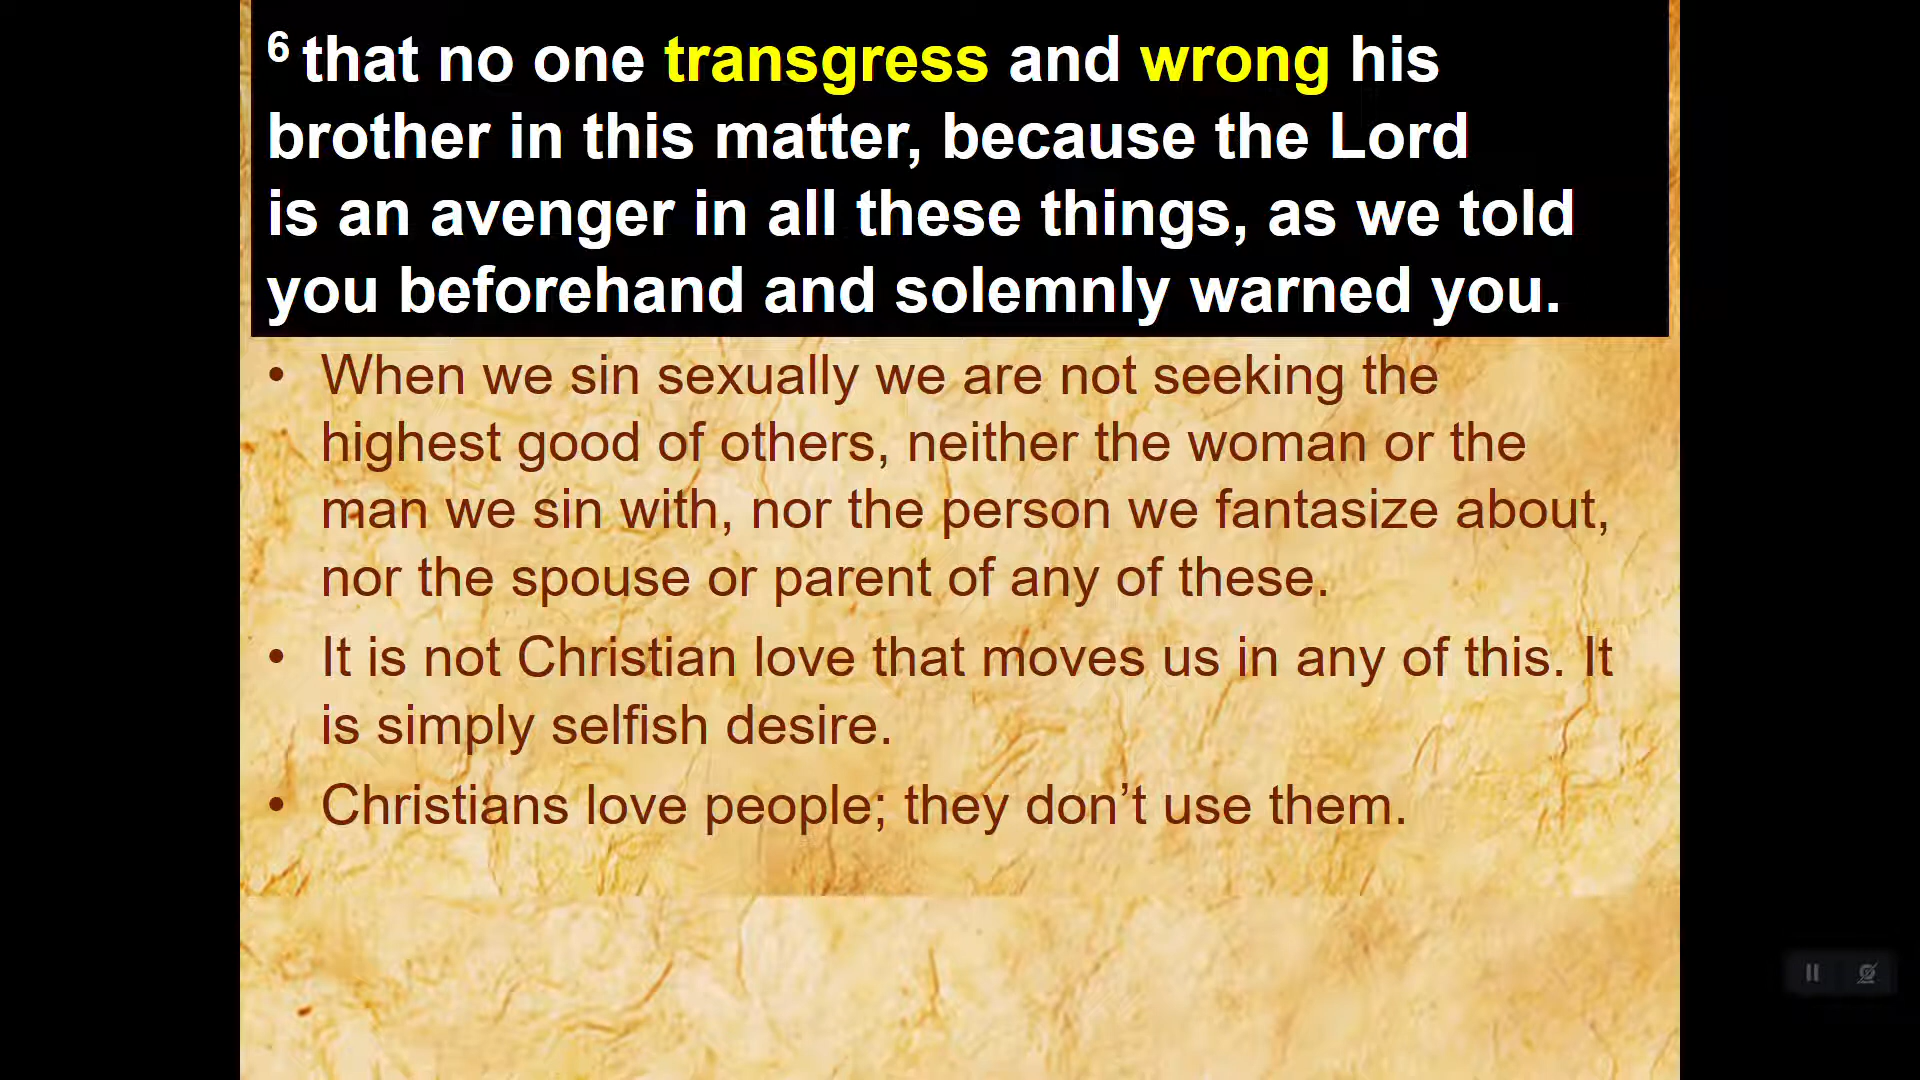 6 that no one transgress and wrong his
brother in this matter, because the Lord
is an avenger in all these things, as we told
you beforehand and solemnly warned you.
• When we sin sexually we are not seeking the
highest good of others, neither the woman or the
man we sin with, nor the person we fantasize about,
nor the spouse or parent of any of these.
• It is not Christian love that moves us in any of this. It
is simply selfish desire.
• Christians love people; they don’t use them.